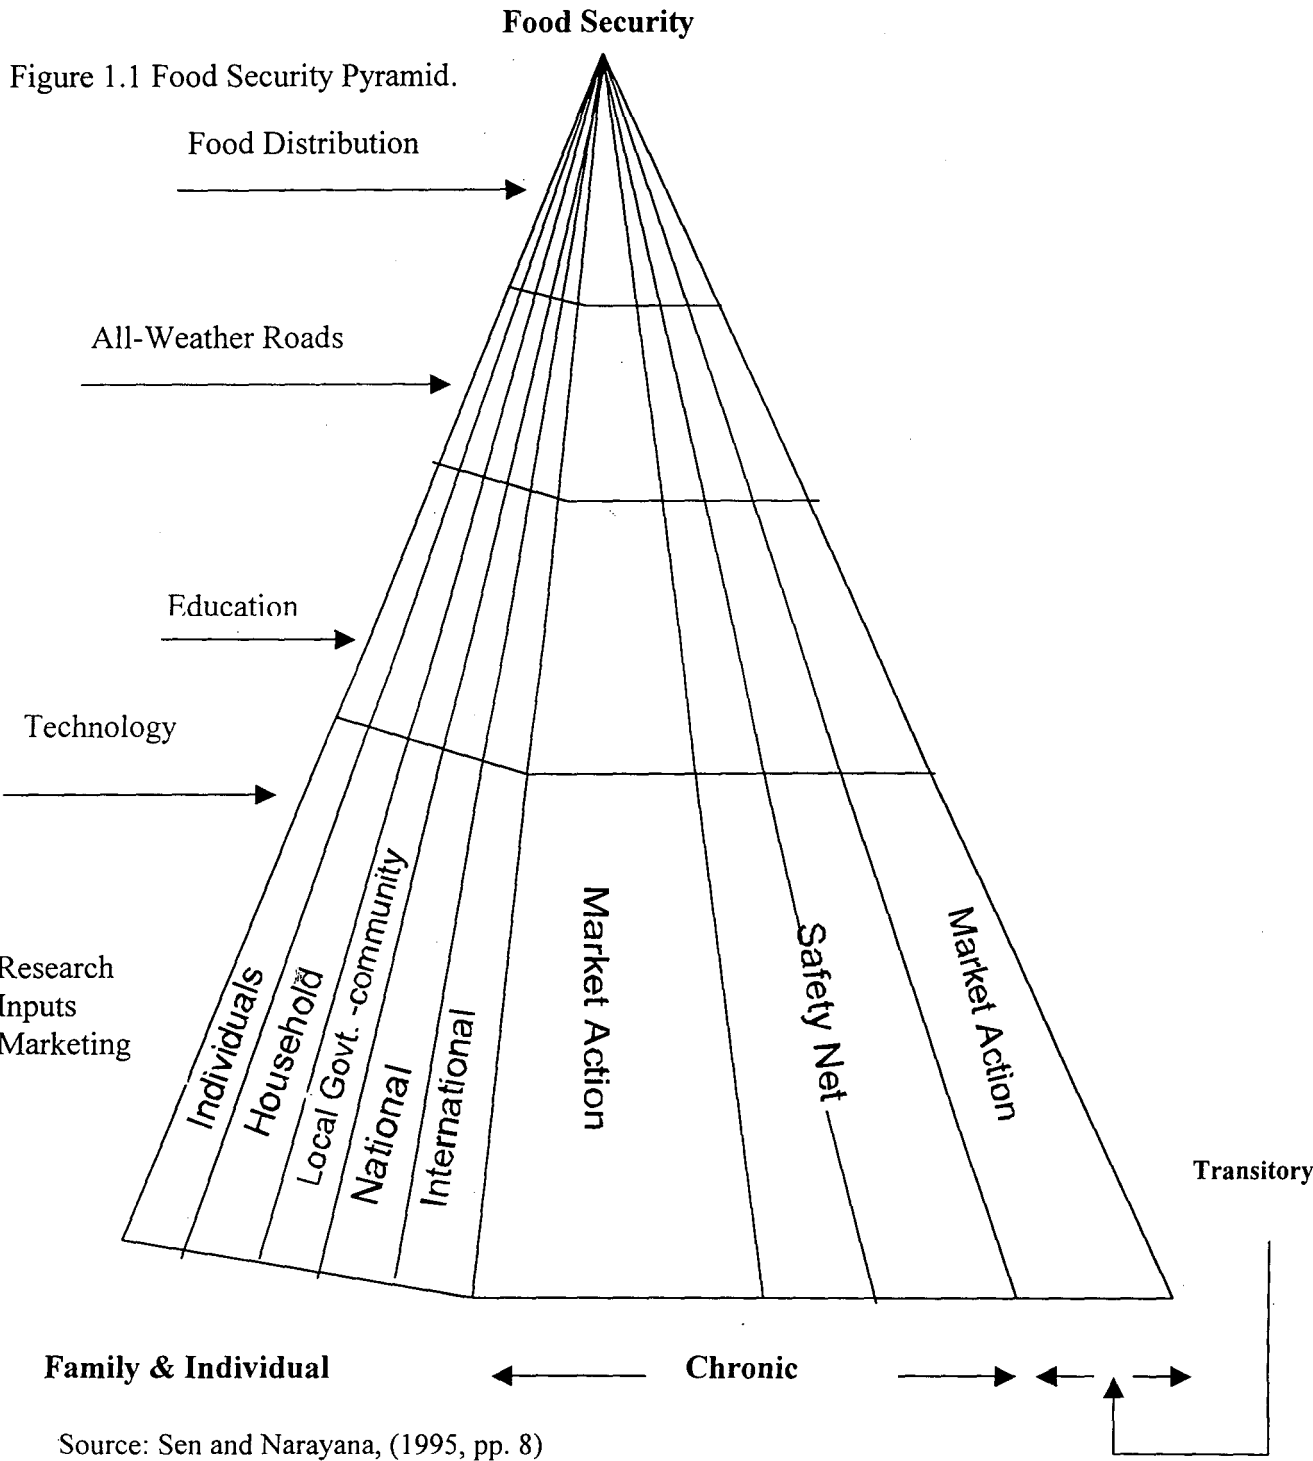 Food Security
Figure 1.1 Food Security Pyramid.
Food Distribution
All-Weather Roads
Education
Technology
Research
Inputs
Marketing
Individuals
Household
Local Govt. -community
National
International
Market Action
Safety Net
Market Action
Transitory
Family & Individual
Chronic
Source: Sen and Narayana, (1995, pp. 8)